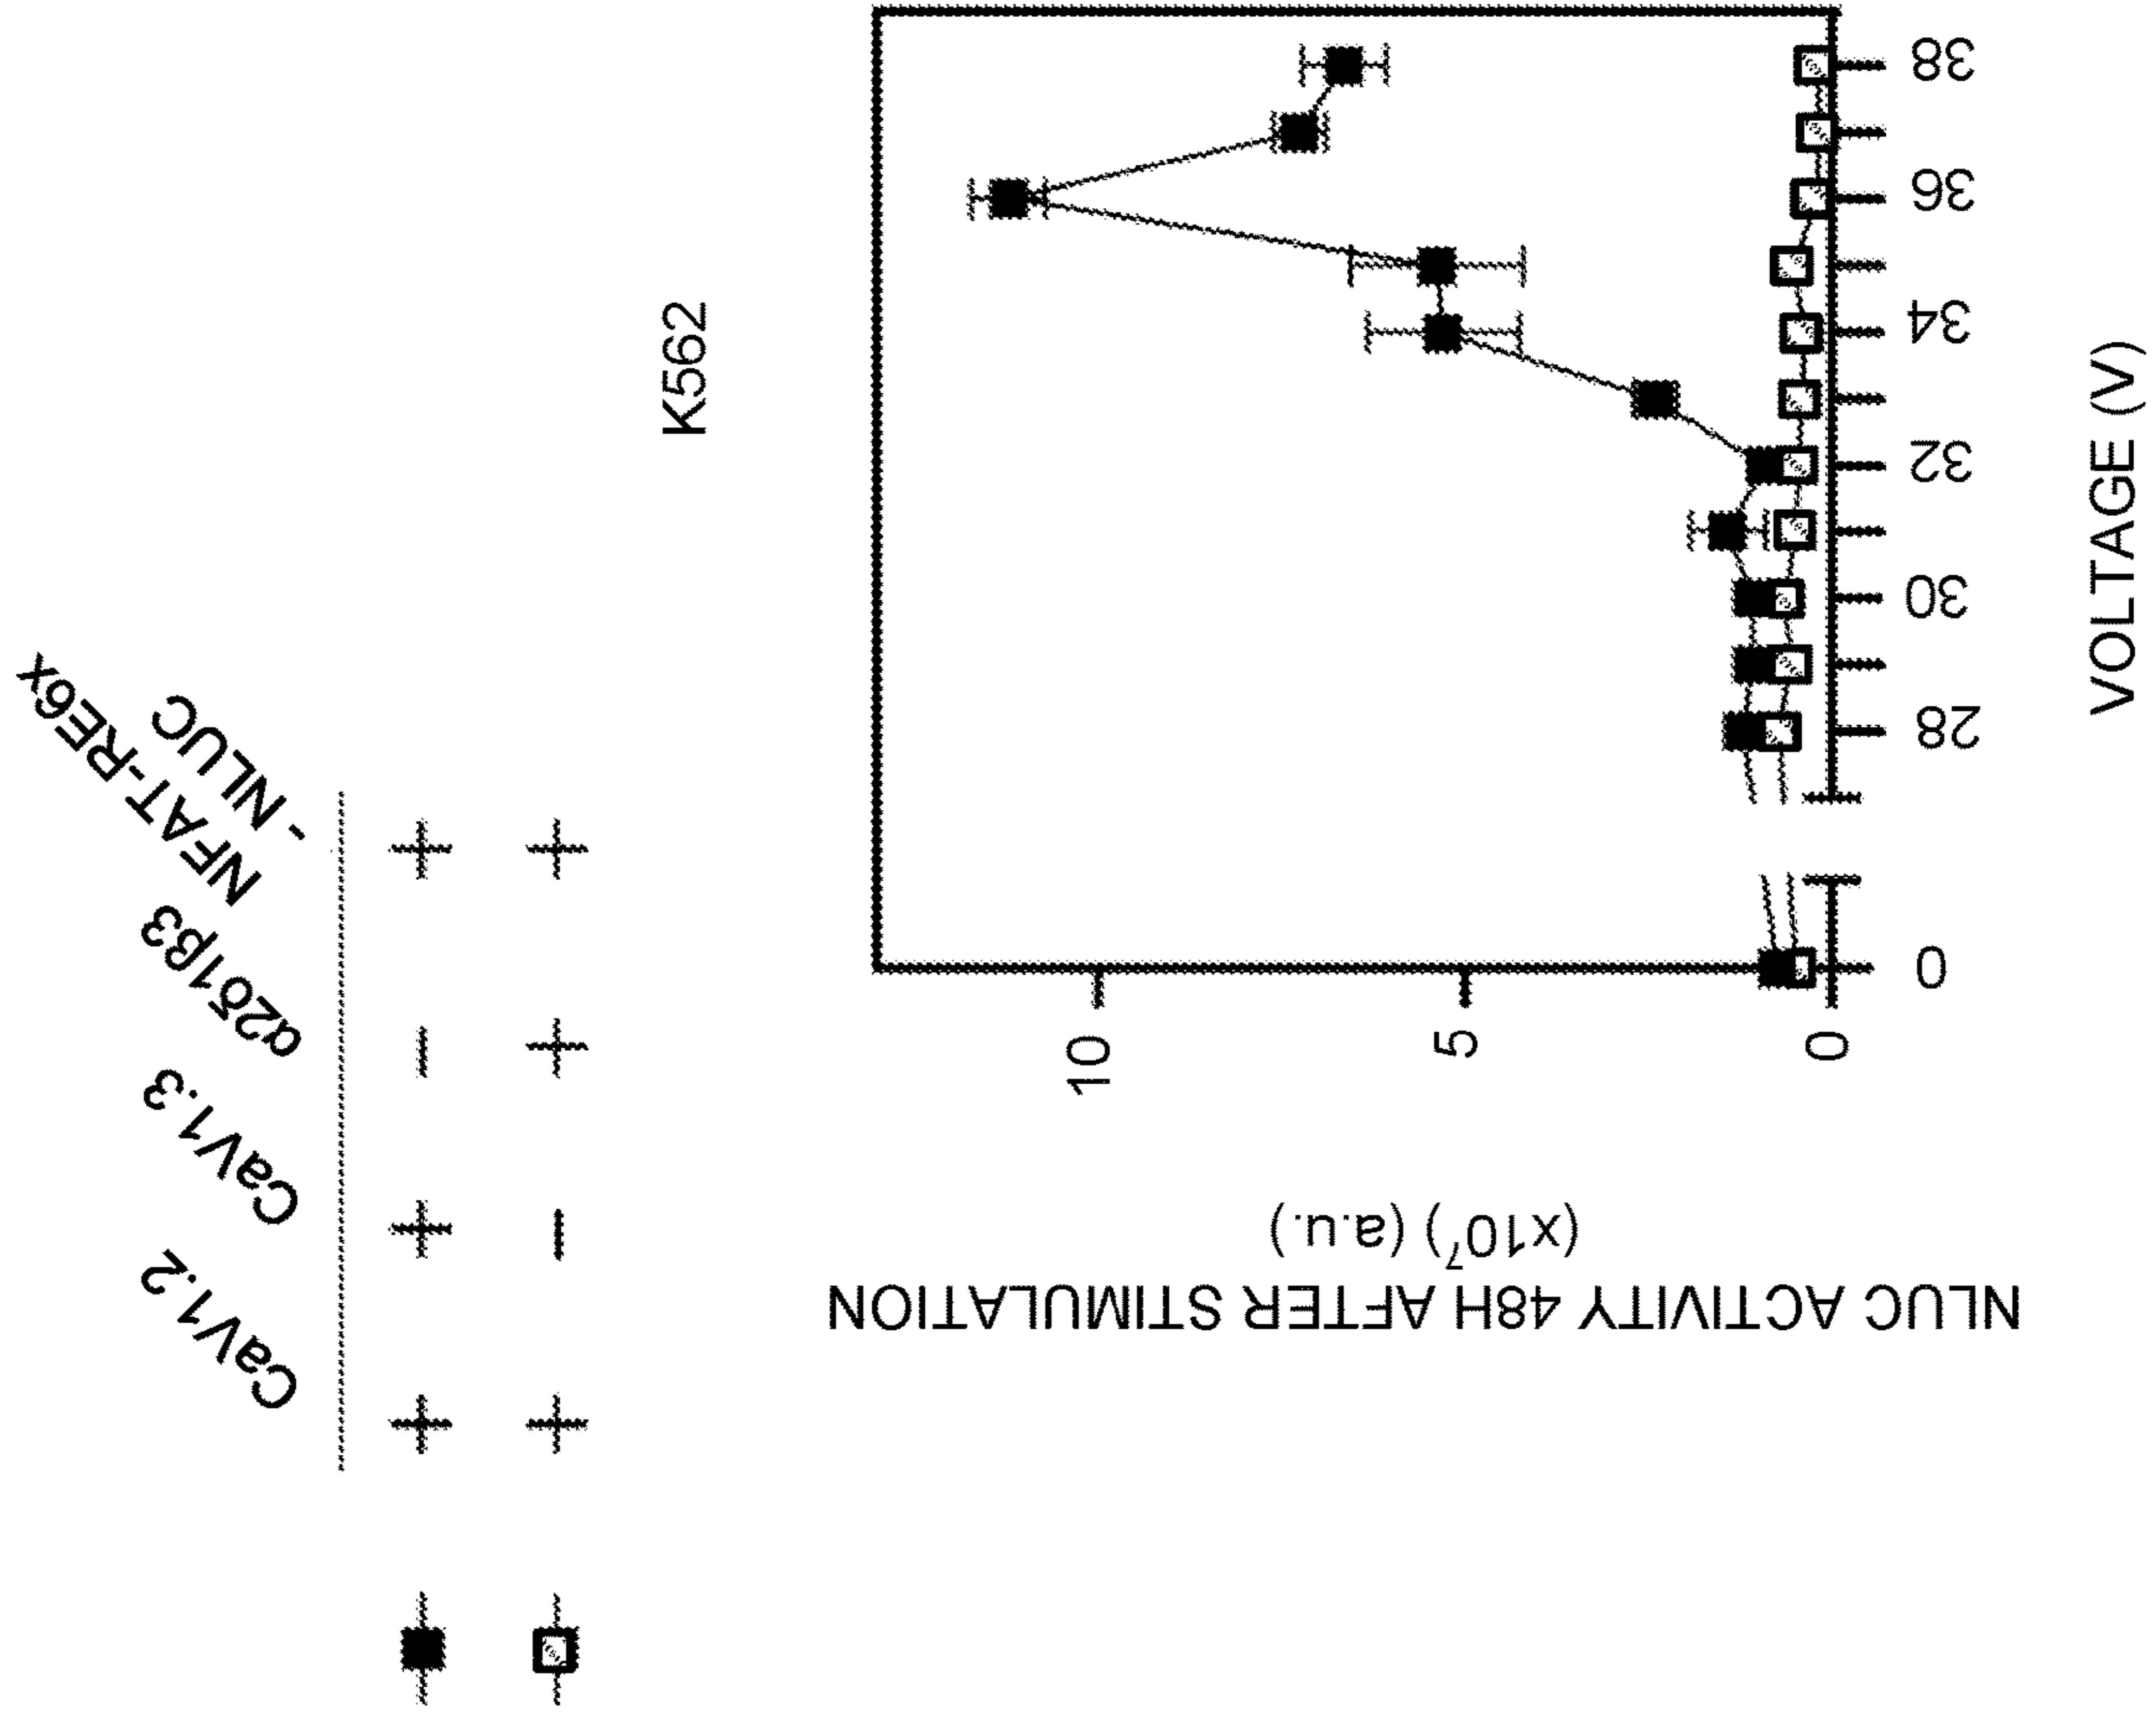 CaV1.2 CaV1.3 α2δ1β3 NFAT-RE6x
- NLUC
+ + − +
+ − + +
K562
NLUC ACTIVITY 48H AFTER STIMULATION
(x10⁷) (a.u.)
10
5
0
0 28 30 32 34 36 38
VOLTAGE (V)